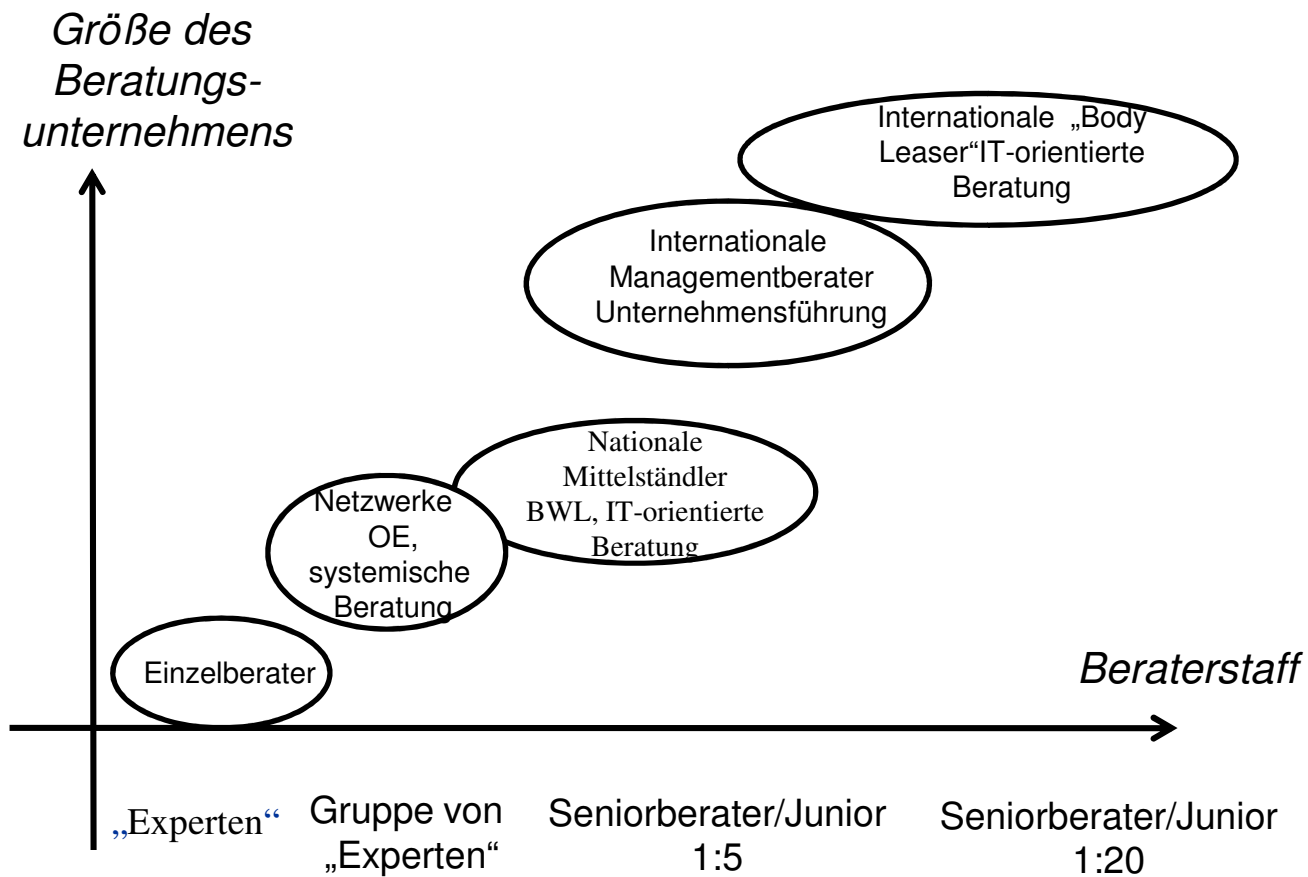 Größe des
Beratungs-
unternehmens
Internationale „Body
Leaser“IT-orientierte
Beratung
Internationale
Managementberater
Unternehmensführung
Nationale
Mittelständler
BWL, IT-orientierte
Beratung
Netzwerke
OE,
systemische
Beratung
Einzelberater
Beraterstaff
„Experten“
Gruppe von
„Experten“
Seniorberater/Junior
1:5
Seniorberater/Junior
1:20